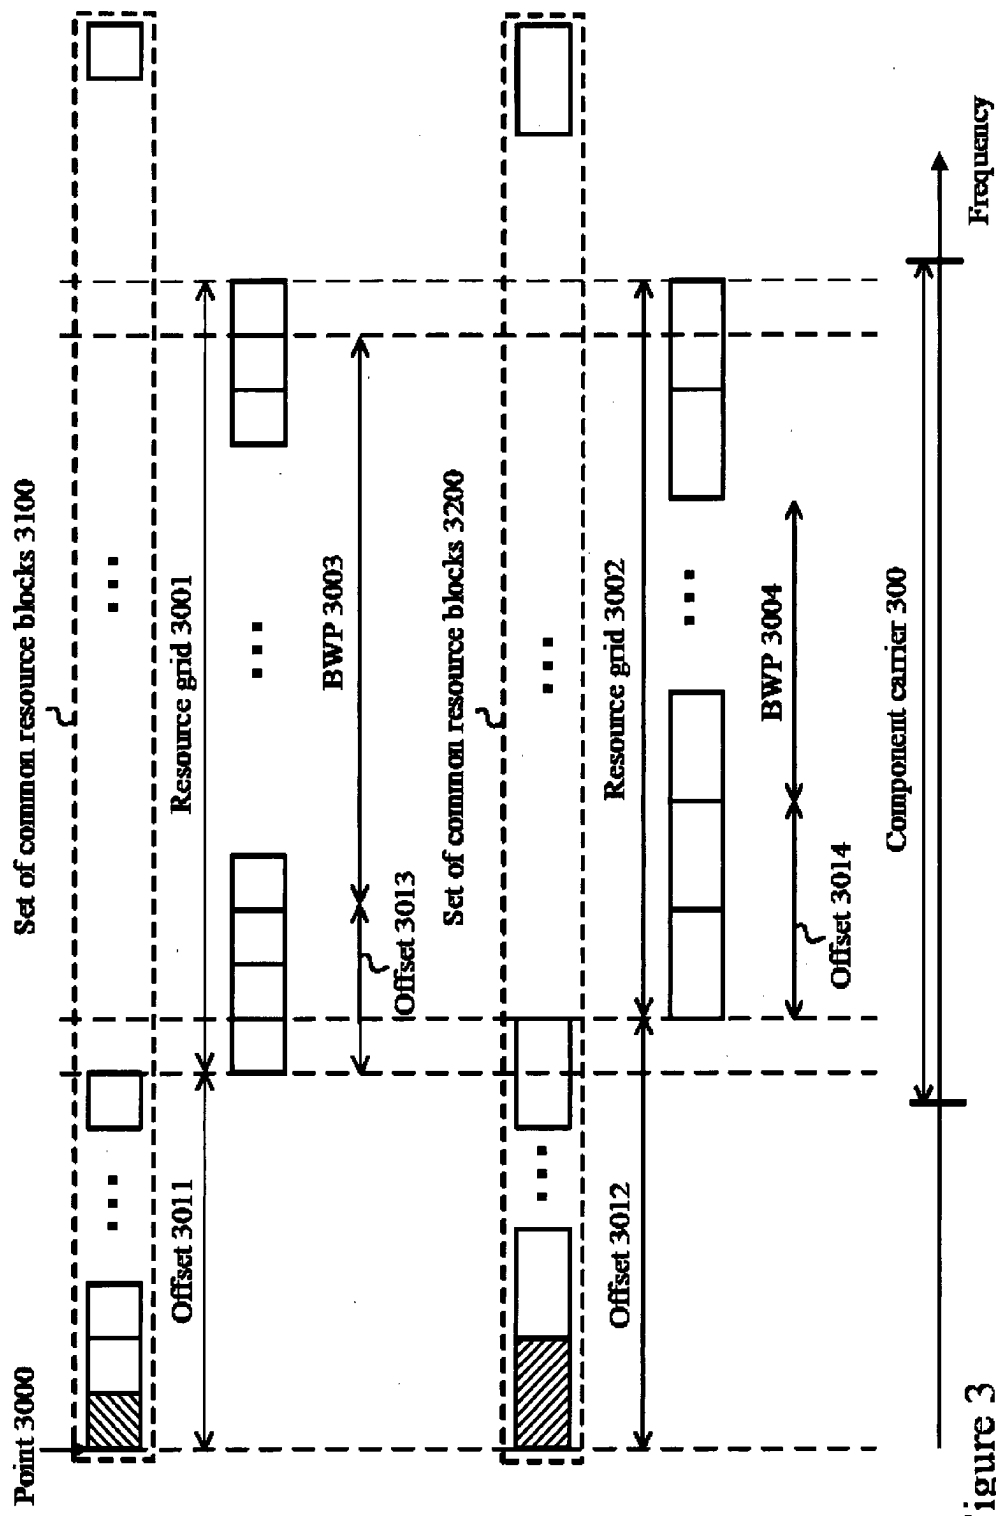 Point 3000
Set of common resource blocks 3100
Offset 3011
Resource grid 3001
Offset 3013
BWP 3003
Set of common resource blocks 3200
Offset 3012
Resource grid 3002
Offset 3014
BWP 3004
Component carrier 300
Frequency
igure 3